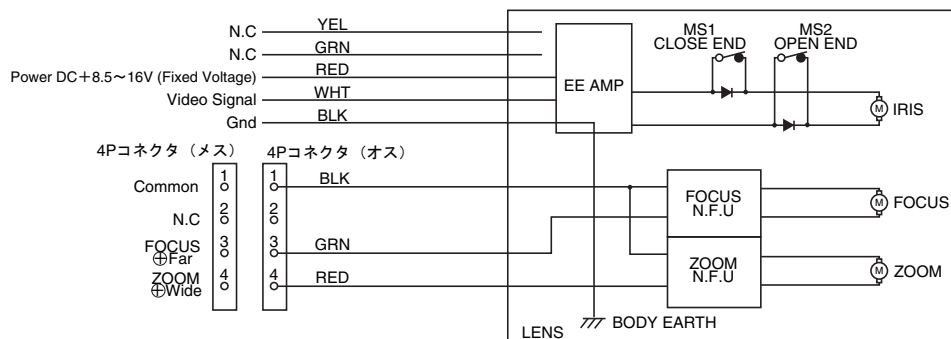 N.C YEL
N.C GRN
Power DC＋8.5〜16V (Fixed Voltage) RED
Video Signal WHT
Gnd BLK
EE AMP
MS1
CLOSE END
MS2
OPEN END
M IRIS
4Pコネクタ（メス） 4Pコネクタ（オス）
Common 1 1 BLK
N.C 2 2
FOCUS
⊕Far 3 3 GRN
ZOOM
⊕Wide 4 4 RED
FOCUS
N.F.U
M FOCUS
ZOOM
N.F.U
M ZOOM
BODY EARTH
LENS